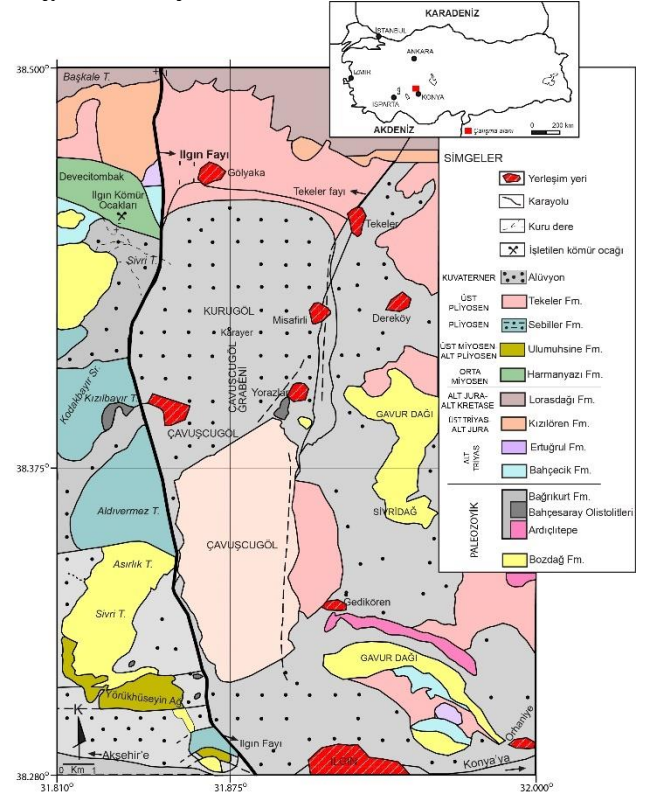 KARADENİZ
İSTANBUL
ANKARA
İZMİR
KONYA
ISPARTA
AKDENİZ
Çalışma alanı
0 200 km
38.500°
38.375°
38.280°
31.810°
31.875°
32.000°
Başkale T.
Ilgın Fayı
Devecitombak
Gölyaka
Ilgın Kömür
Ocakları
Tekeler fayı
Tekeler
Sivri T.
KURUGÖL
Misafirli
Karayer
Dereköy
ÇAVUŞCUGÖL
GRABENİ
Kodakbayır Sr.
Kızılbayır T.
Yorazlar
ÇAVUŞCUGÖL
GAVUR DAĞI
SİVRİDAĞ
Aldıvermez T.
ÇAVUŞCUGÖL
Asırlık T.
Sivri T.
Gedikören
GAVUR DAĞI
Yörükhüseyin Ağ.
K
Orhaniye
Akşehir'e
Ilgın Fayı
ILGIN
Konya'ya
0 Km 1
SİMGELER
Yerleşim yeri
Karayolu
Kuru dere
İşletilen kömür ocağı
KUVATERNER Alüvyon
ÜST
PLİYOSEN
Tekeler Fm.
PLİYOSEN Sebiller Fm.
ÜST MİYOSEN
ALT PLİYOSEN
Ulumuhsine Fm.
ORTA
MİYOSEN
Harmanyazı Fm.
ALT JURA-
ALT KRETASE
Lorasdağı Fm.
ÜST TRİYAS
ALT JURA
Kızılören Fm.
ALT
TRİYAS
Ertuğrul Fm.
Bahçecik Fm.
PALEOZOYİK
Bağrıkurt Fm.
Bahçesaray Olistolitleri
Ardıçlıtepe
Bozdağ Fm.